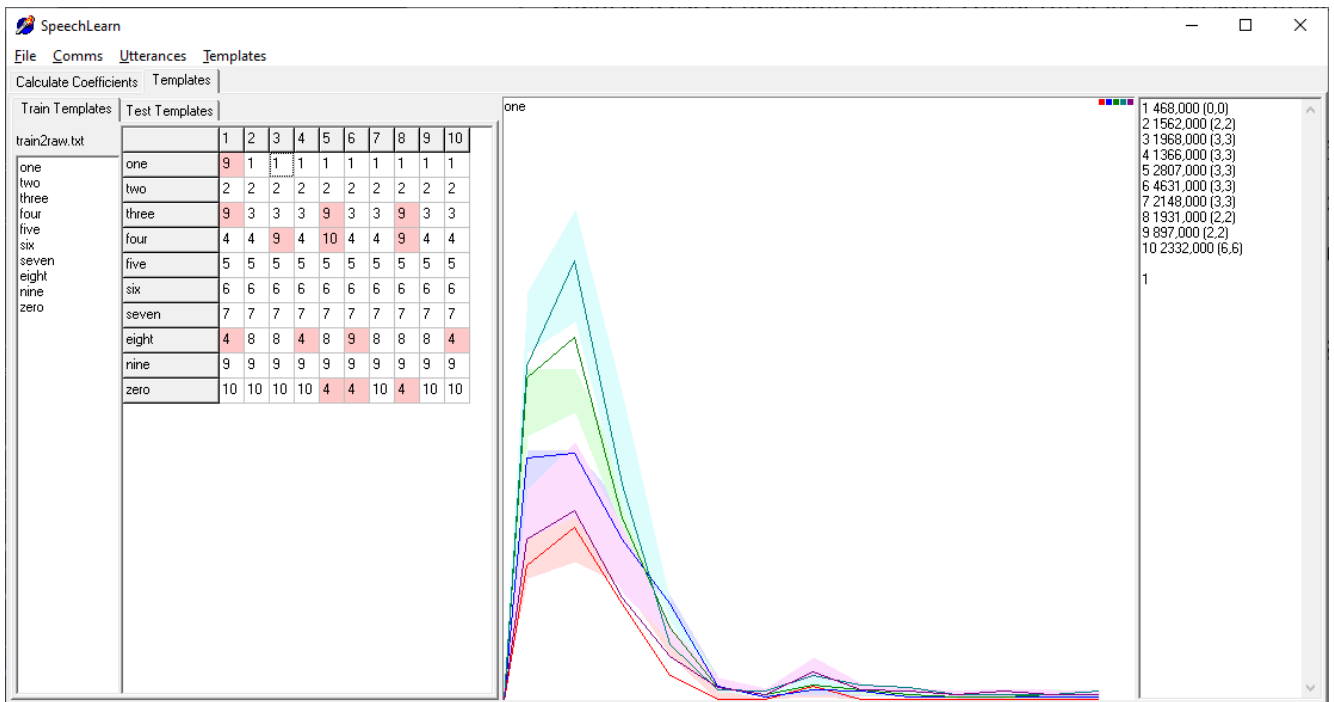 SpeechLearn
File Comms Utterances Templates
Calculate Coefficients Templates
Train Templates Test Templates
train2raw.txt
one
two
three
four
five
six
seven
eight
nine
zero
1 2 3 4 5 6 7 8 9 10
one 9 1 1 1 1 1 1 1 1 1
two 2 2 2 2 2 2 2 2 2 2
three 9 3 3 3 9 3 3 9 3 3
four 4 4 9 4 10 4 4 9 4 4
five 5 5 5 5 5 5 5 5 5 5
six 6 6 6 6 6 6 6 6 6 6
seven 7 7 7 7 7 7 7 7 7 7
eight 4 8 8 4 8 9 8 8 8 4
nine 9 9 9 9 9 9 9 9 9 9
zero 10 10 10 10 4 4 10 4 10 10
one
1 468,000 (0,0)
2 1562,000 (2,2)
3 1968,000 (3,3)
4 1366,000 (3,3)
5 2807,000 (3,3)
6 4631,000 (3,3)
7 2148,000 (3,3)
8 1931,000 (2,2)
9 897,000 (2,2)
10 2332,000 (6,6)
1